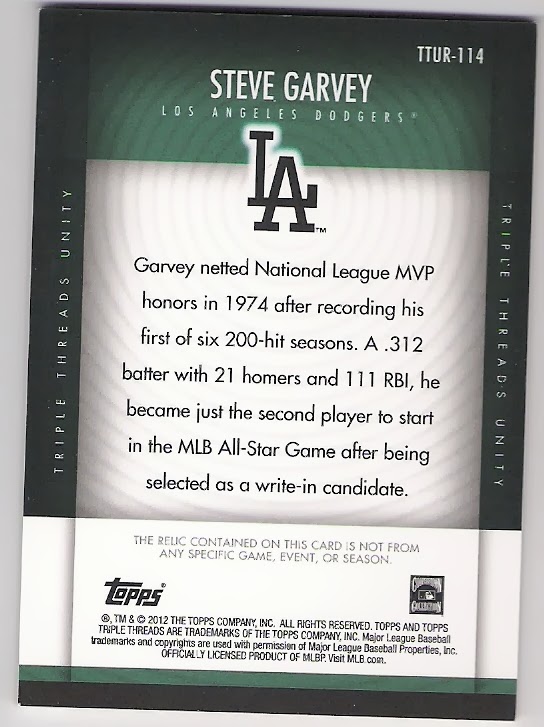 TTUR-114
STEVE GARVEY
LOS ANGELES DODGERS®
LA™
TRIPLE THREADS UNITY
TRIPLE THREADS UNITY
Garvey netted National League MVP
honors in 1974 after recording his
first of six 200-hit seasons. A .312
batter with 21 homers and 111 RBI, he
became just the second player to start
in the MLB All-Star Game after being
selected as a write-in candidate.
THE RELIC CONTAINED ON THIS CARD IS NOT FROM
ANY SPECIFIC GAME, EVENT, OR SEASON.
Topps®
COOPERSTOWN
COLLECTION
®, TM & © 2012 THE TOPPS COMPANY, INC. ALL RIGHTS RESERVED. TOPPS AND TOPPS
TRIPLE THREADS ARE TRADEMARKS OF THE TOPPS COMPANY, INC. Major League Baseball
trademarks and copyrights are used with permission of Major League Baseball Properties, Inc.
OFFICIALLY LICENSED PRODUCT OF MLBP. Visit MLB.com.